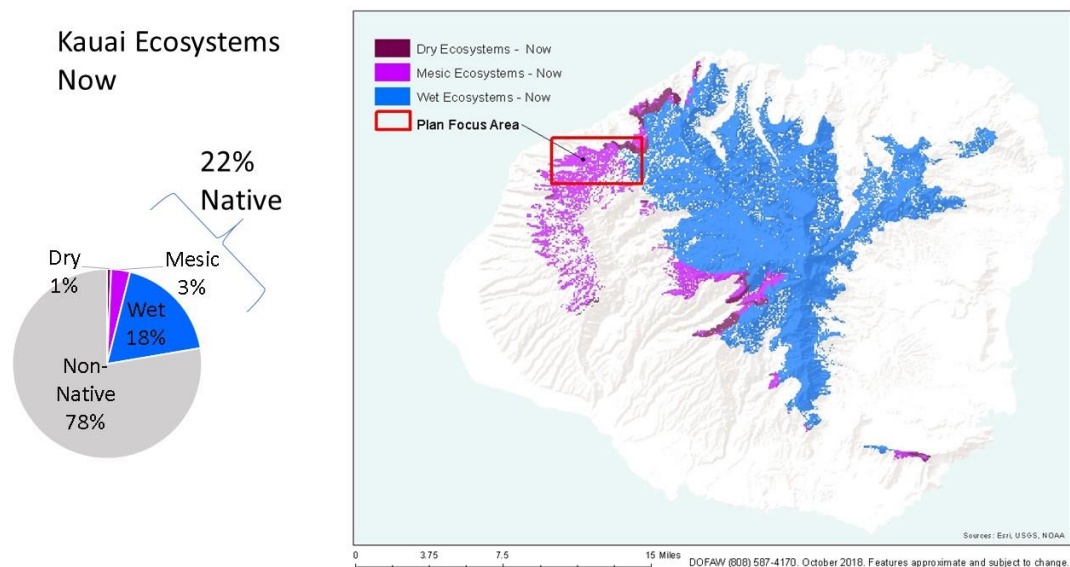 Kauai Ecosystems
Now
22%
Native
Dry
1%
Mesic
3%
Wet
18%
Non-
Native
78%
Dry Ecosystems - Now
Mesic Ecosystems - Now
Wet Ecosystems - Now
Plan Focus Area
Sources: Esri, USGS, NOAA
0 3.75 7.5 15 Miles
DOFAW (808) 587-4170. October 2018. Features approximate and subject to change.